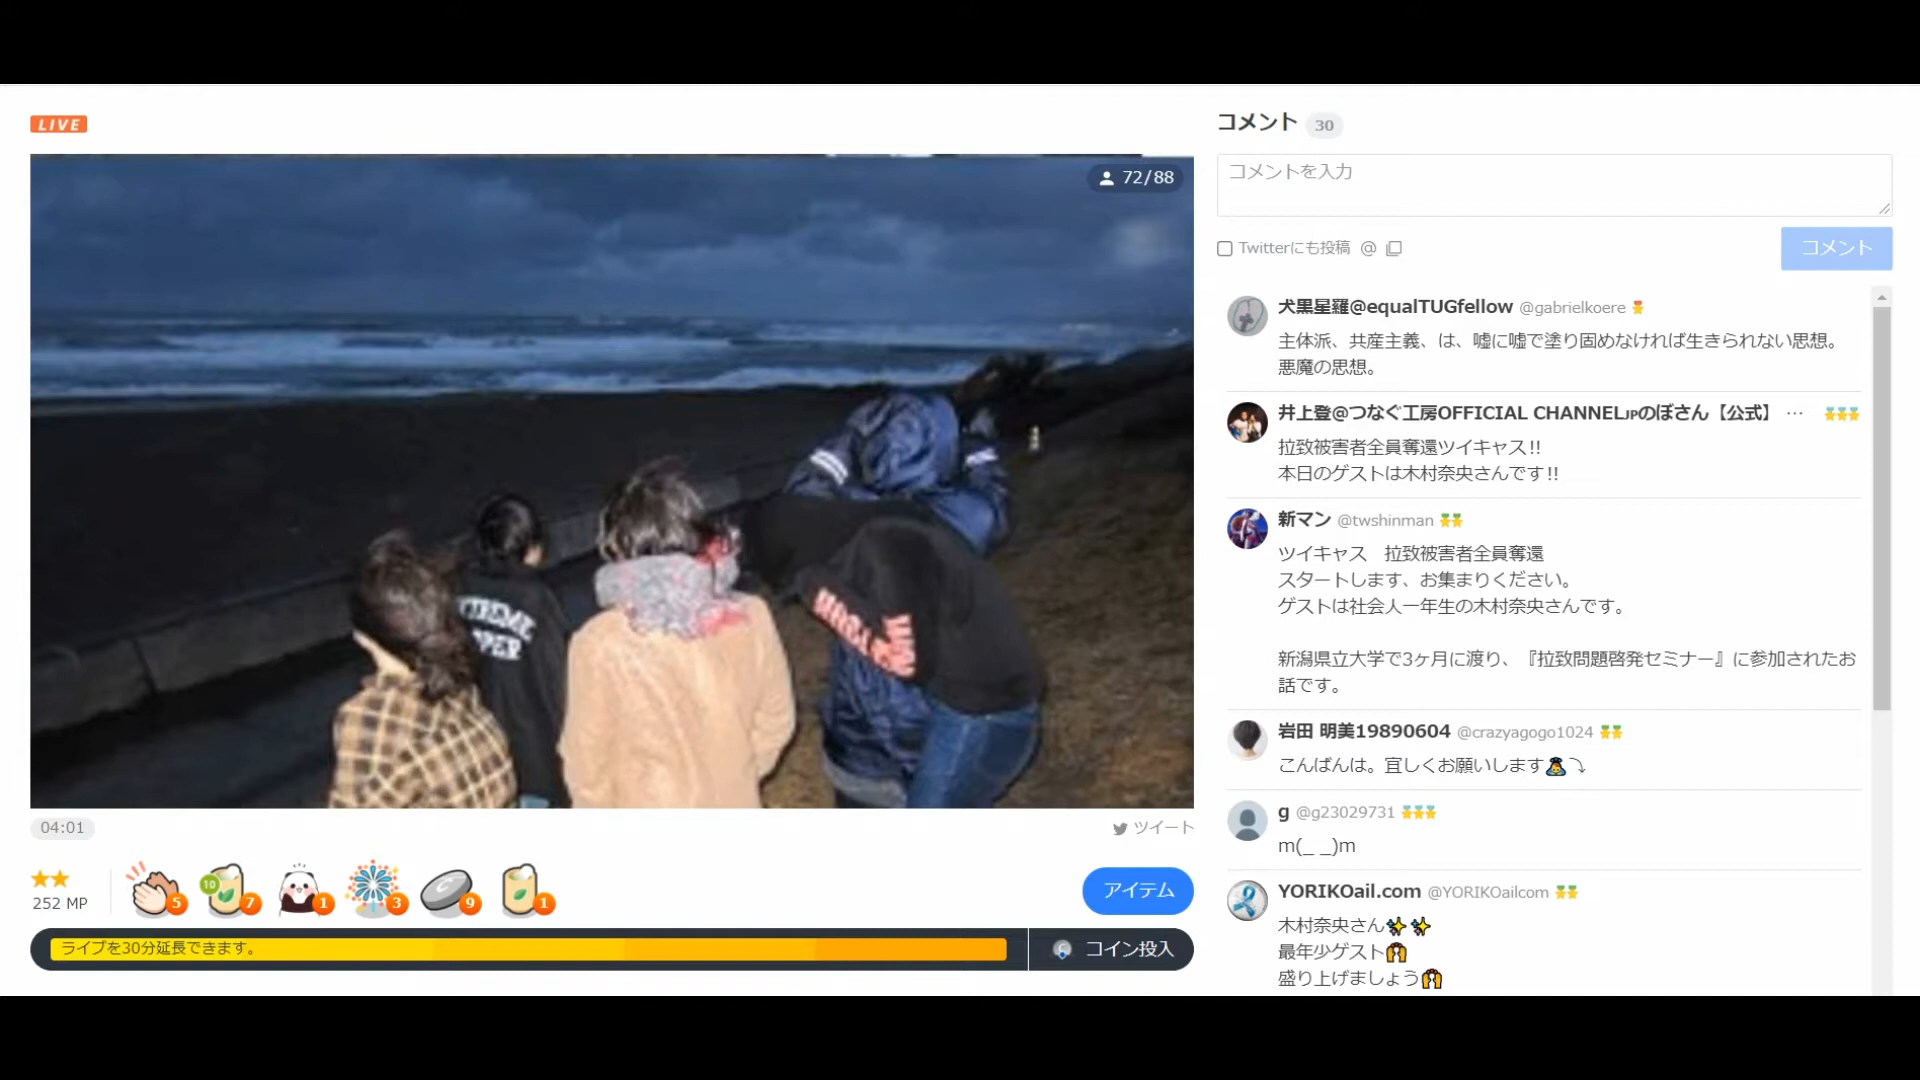 LIVE
72/88
XTREME
04:01
ツイート
252 MP
5
10
7
1
3
9
1
アイテム
ライブを30分延長できます。
コイン投入
コメント 30
コメントを入力
Twitterにも投稿 @
コメント
犬黒星羅@equalTUGfellow @gabrielkoere
主体派、共産主義、は、嘘に嘘で塗り固めなければ生きられない思想。
悪魔の思想。
井上登@つなぐ工房OFFICIAL CHANNELJPのぼさん【公式】 …
拉致被害者全員奪還ツイキャス!!
本日のゲストは木村奈央さんです!!
新マン @twshinman
ツイキャス　拉致被害者全員奪還
スタートします、お集まりください。
ゲストは社会人一年生の木村奈央さんです。
新潟県立大学で3ヶ月に渡り、『拉致問題啓発セミナー』に参加されたお
話です。
岩田 明美19890604 @crazyagogo1024
こんばんは。宜しくお願いします
g @g23029731
m(_ _)m
YORIKOail.com @YORIKOailcom
木村奈央さん
最年少ゲスト
盛り上げましょう